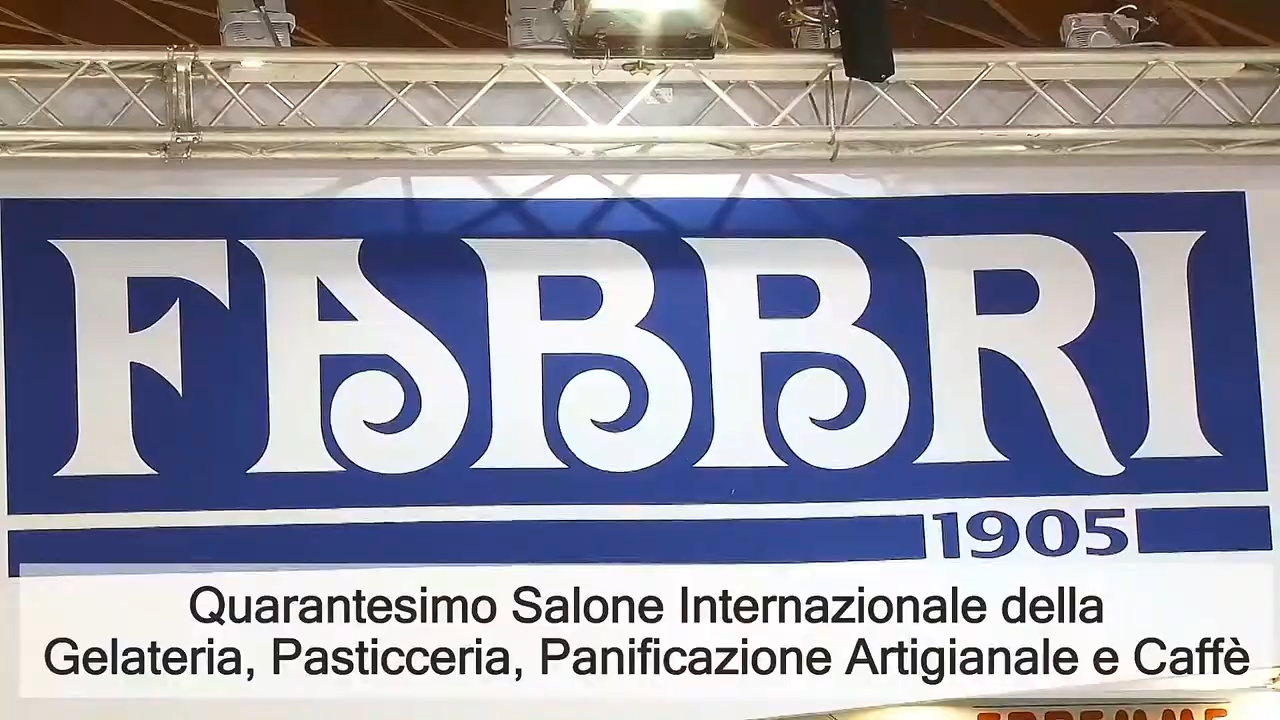 FABBRI
1905
Quarantesimo Salone Internazionale della
Gelateria, Pasticceria, Panificazione Artigianale e Caffè